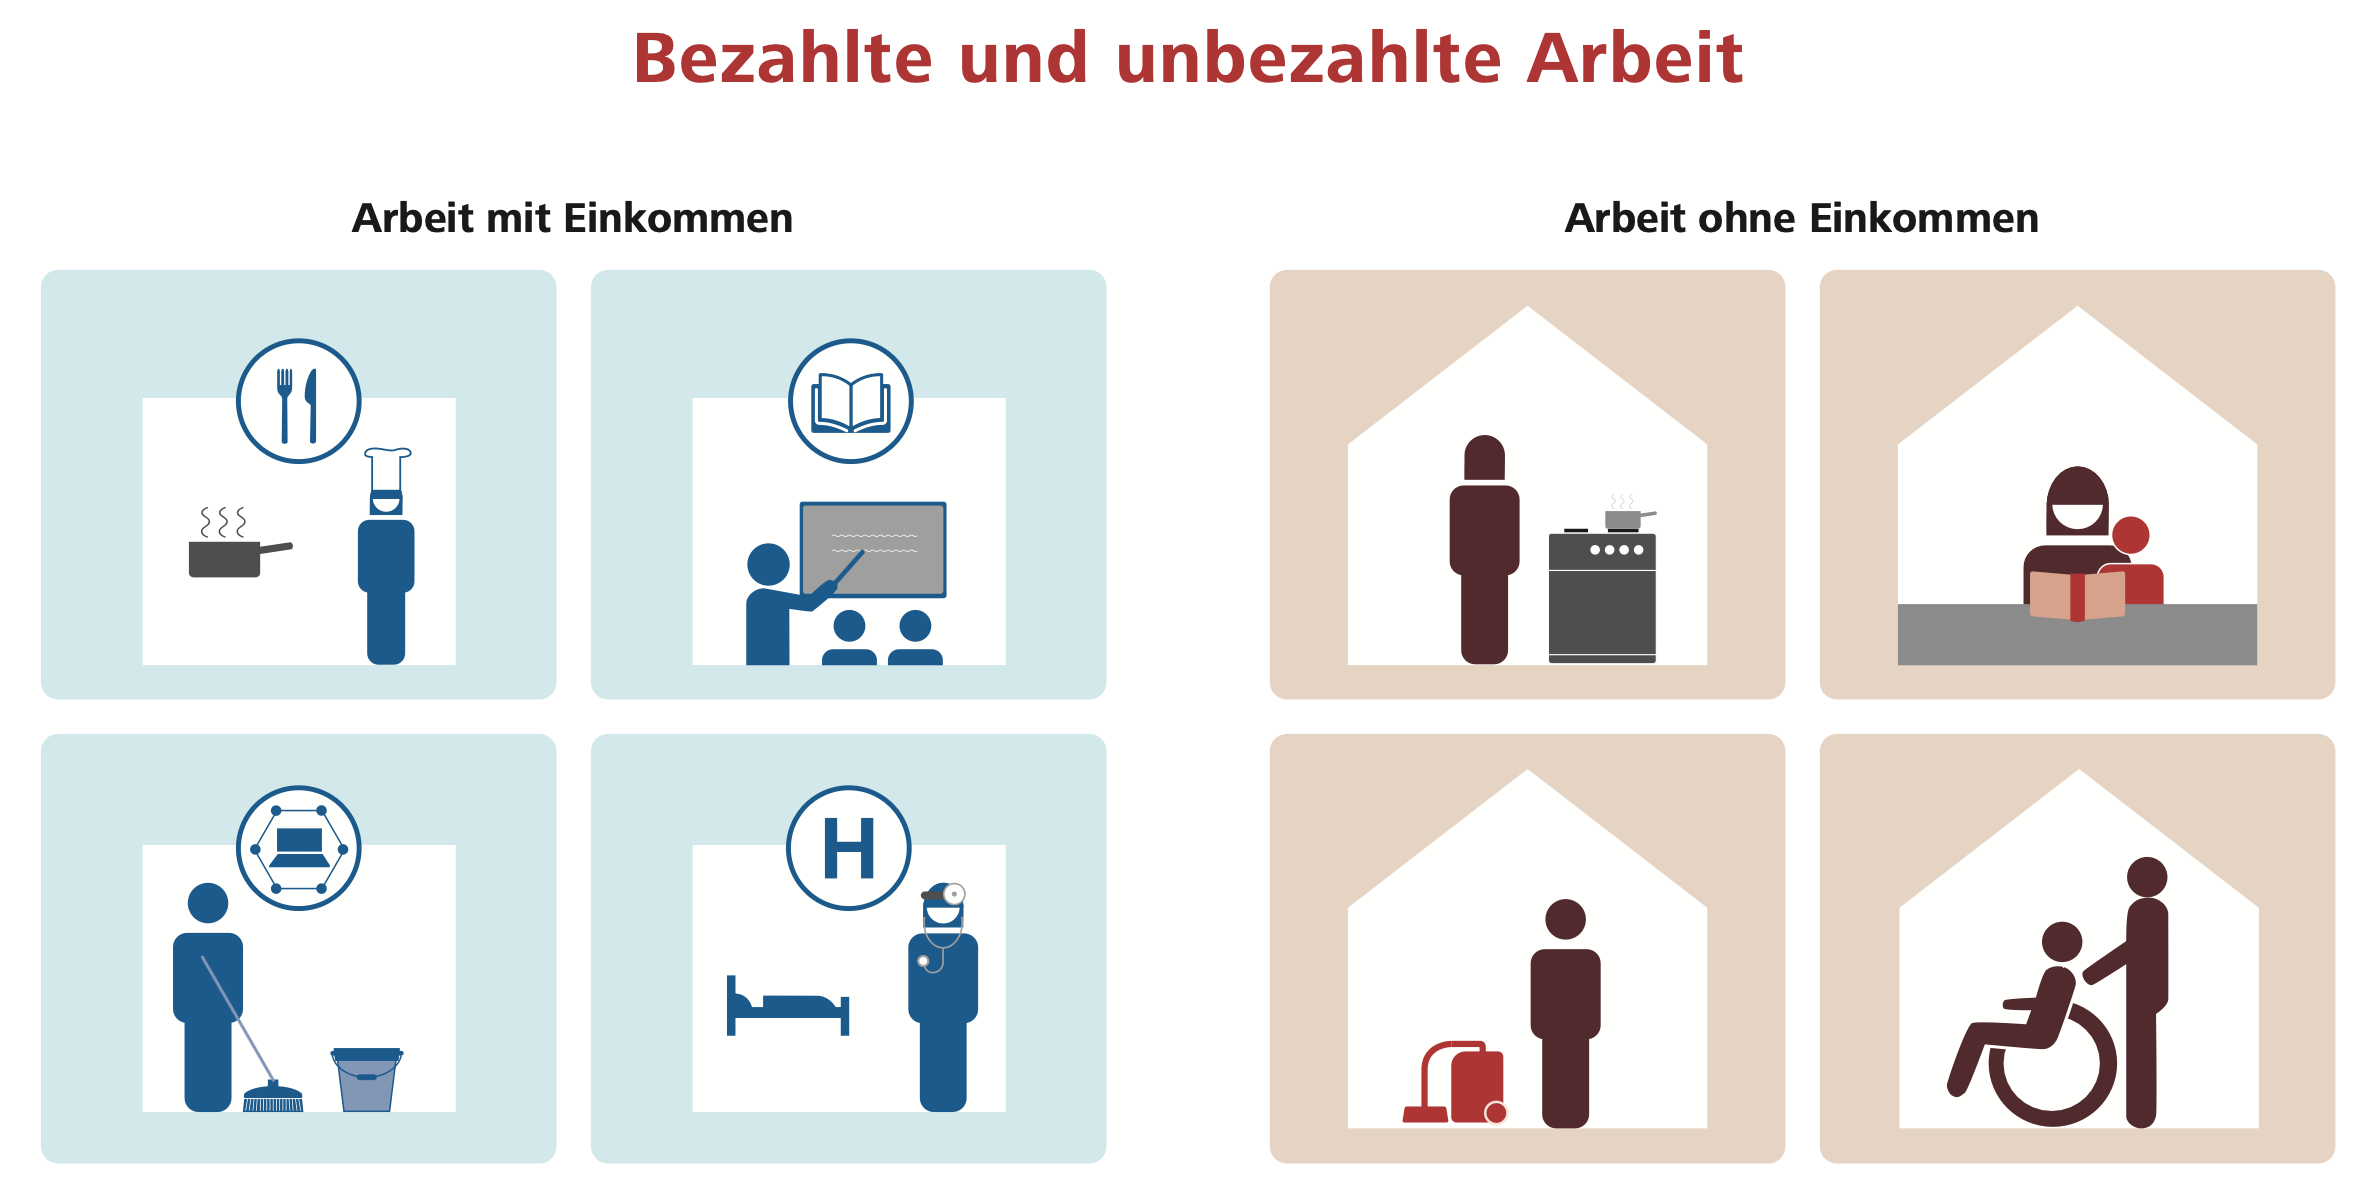 Bezahlte und unbezahlte Arbeit
Arbeit mit Einkommen
Arbeit ohne Einkommen
H